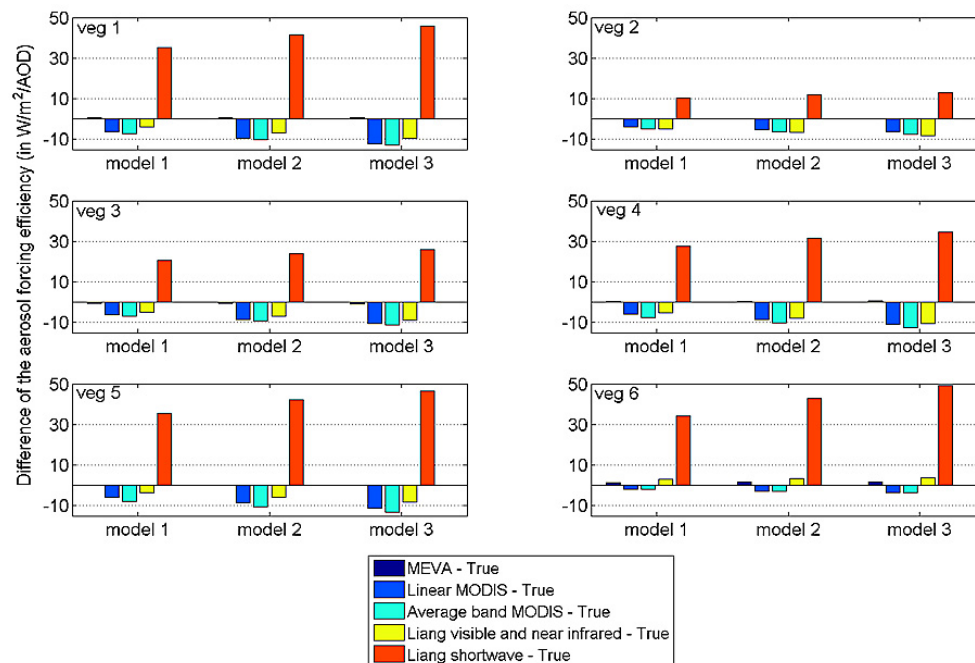 Difference of the aerosol forcing efficiency (in W/m²/AOD)
veg 1
50
30
10
-10
model 1 model 2 model 3
veg 2
50
30
10
-10
model 1 model 2 model 3
veg 3
50
30
10
-10
model 1 model 2 model 3
veg 4
50
30
10
-10
model 1 model 2 model 3
veg 5
50
30
10
-10
model 1 model 2 model 3
veg 6
50
30
10
-10
model 1 model 2 model 3
MEVA - True
Linear MODIS - True
Average band MODIS - True
Liang visible and near infrared - True
Liang shortwave - True